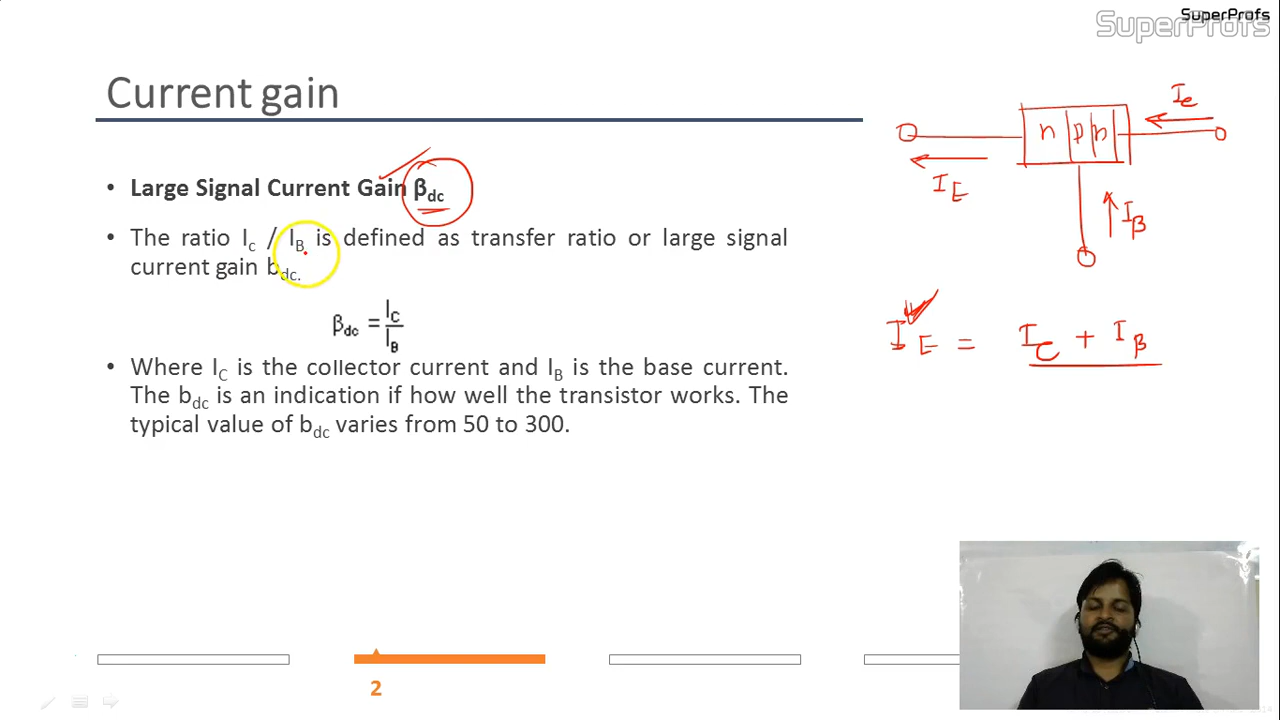 SuperProfs
SuperProfs
Current gain
• Large Signal Current Gain βdc
• The ratio Ic / IB is defined as transfer ratio or large signal
current gain bdc.
βdc = IC/IB
• Where IC is the collector current and IB is the base current.
The bdc is an indication if how well the transistor works. The
typical value of bdc varies from 50 to 300.
Ic
n p n
IE
IB
IE = IC + IB
2